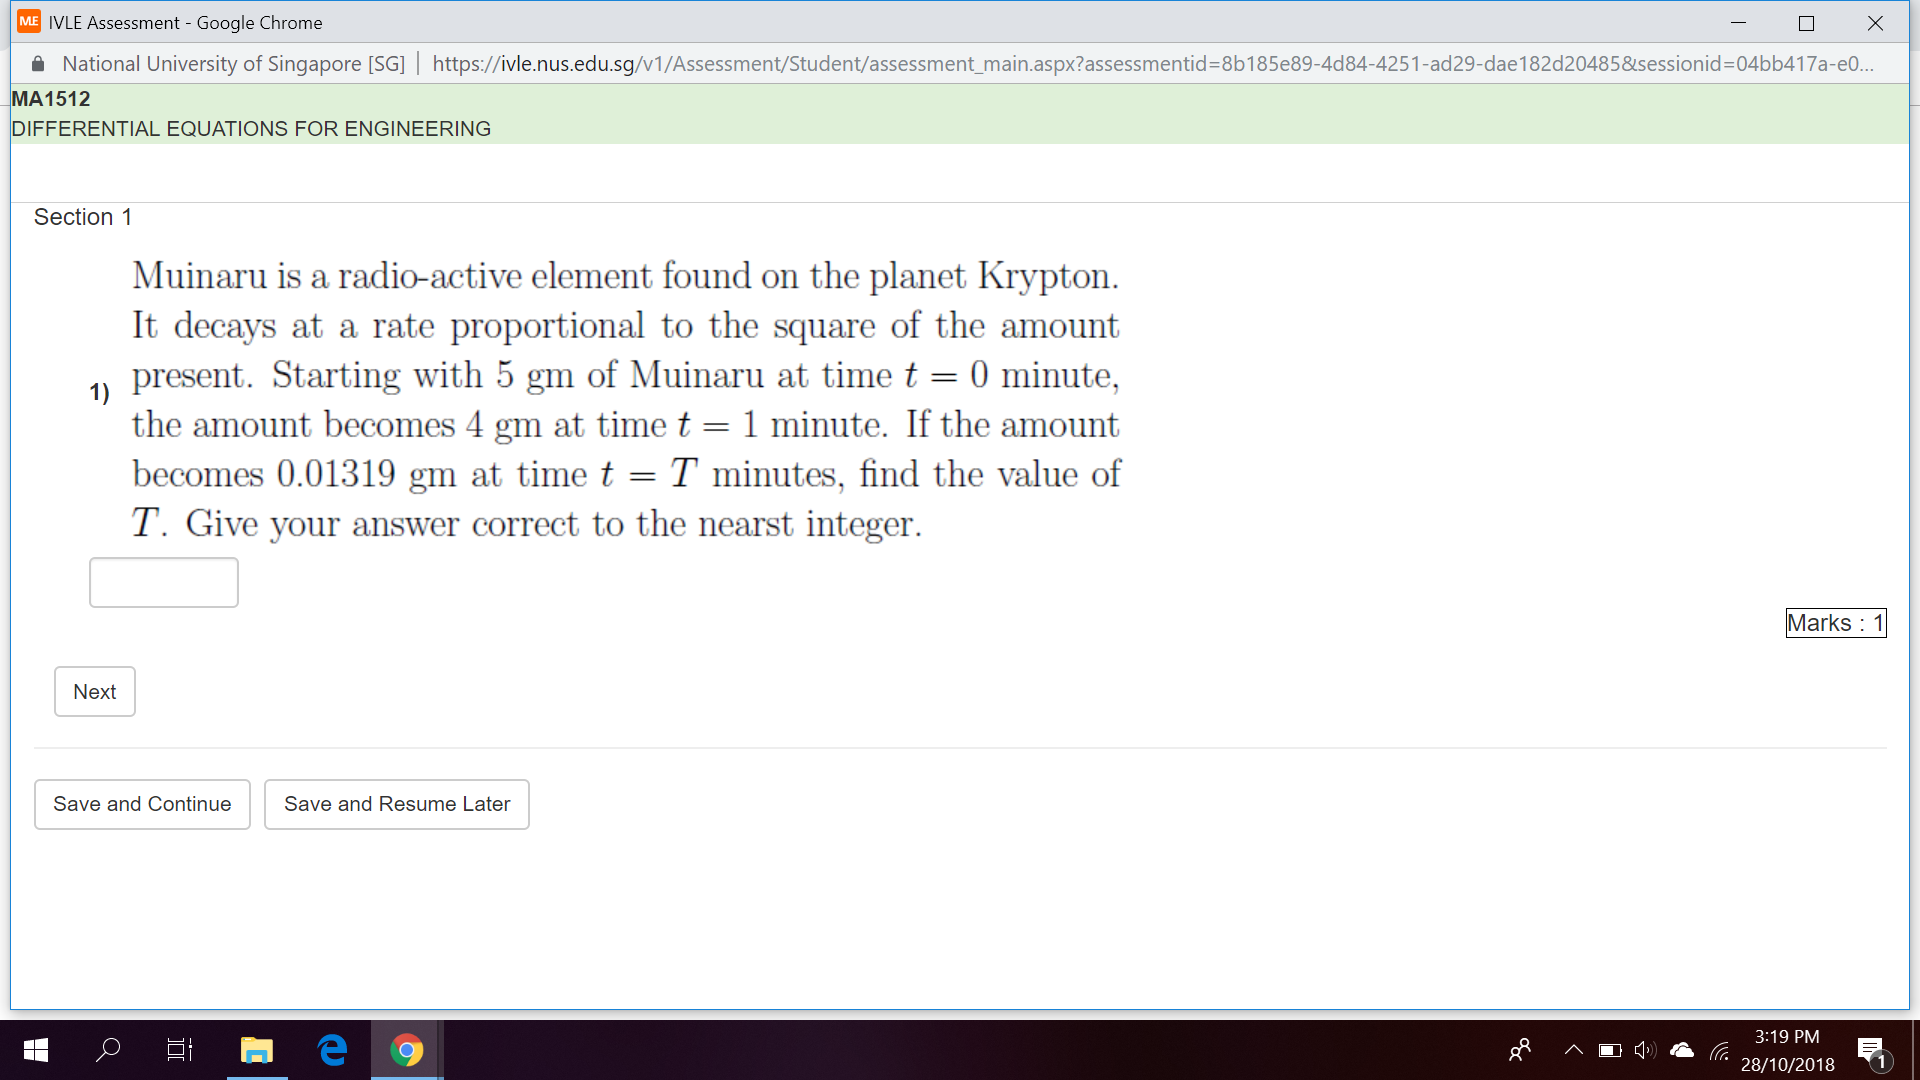 ME IVLE Assessment - Google Chrome
National University of Singapore [SG] | https://ivle.nus.edu.sg/v1/Assessment/Student/assessment_main.aspx?assessmentid=8b185e89-4d84-4251-ad29-dae182d20485&sessionid=04bb417a-e0...
MA1512
DIFFERENTIAL EQUATIONS FOR ENGINEERING
Section 1
Muinaru is a radio-active element found on the planet Krypton.
It decays at a rate proportional to the square of the amount
1) present. Starting with 5 gm of Muinaru at time t = 0 minute,
the amount becomes 4 gm at time t = 1 minute. If the amount
becomes 0.01319 gm at time t = T minutes, find the value of
T. Give your answer correct to the nearst integer.
Marks : 1
Next
Save and Continue Save and Resume Later
3:19 PM
28/10/2018
1